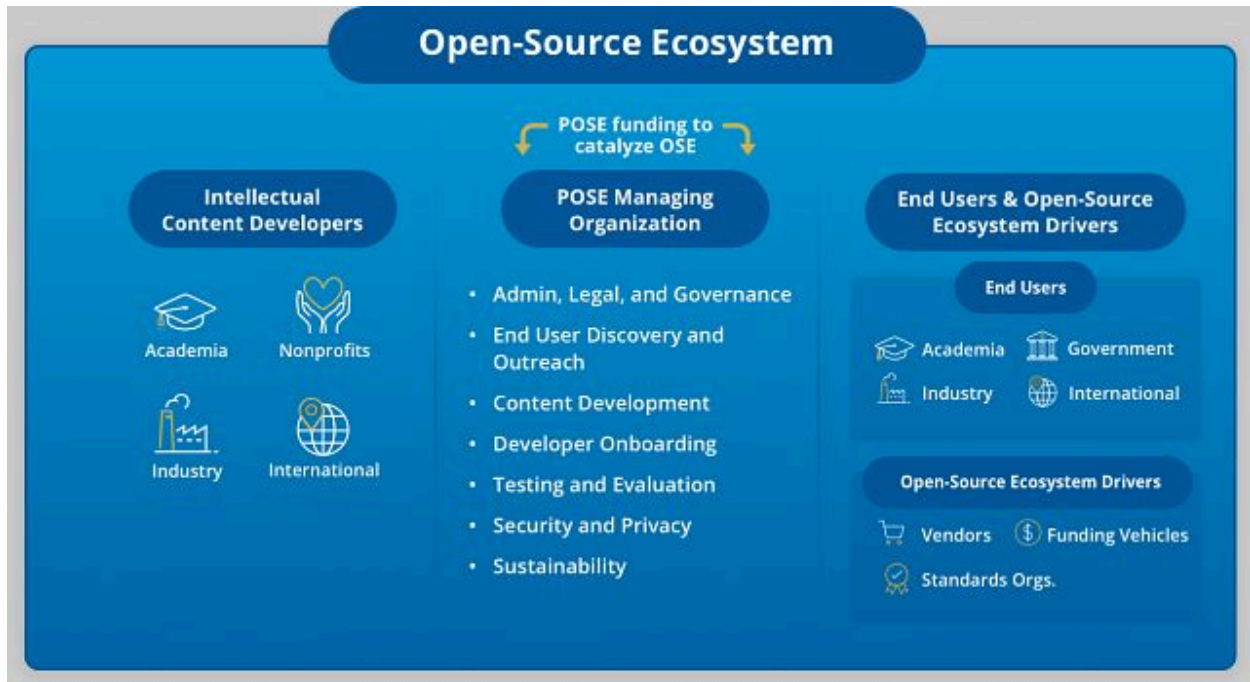 Open-Source Ecosystem
POSE funding to
catalyze OSE
Intellectual
Content Developers
Academia
Nonprofits
Industry
International
POSE Managing
Organization
• Admin, Legal, and Governance
• End User Discovery and
Outreach
• Content Development
• Developer Onboarding
• Testing and Evaluation
• Security and Privacy
• Sustainability
End Users & Open-Source
Ecosystem Drivers
End Users
Academia
Government
Industry
International
Open-Source Ecosystem Drivers
Vendors
$ Funding Vehicles
Standards Orgs.